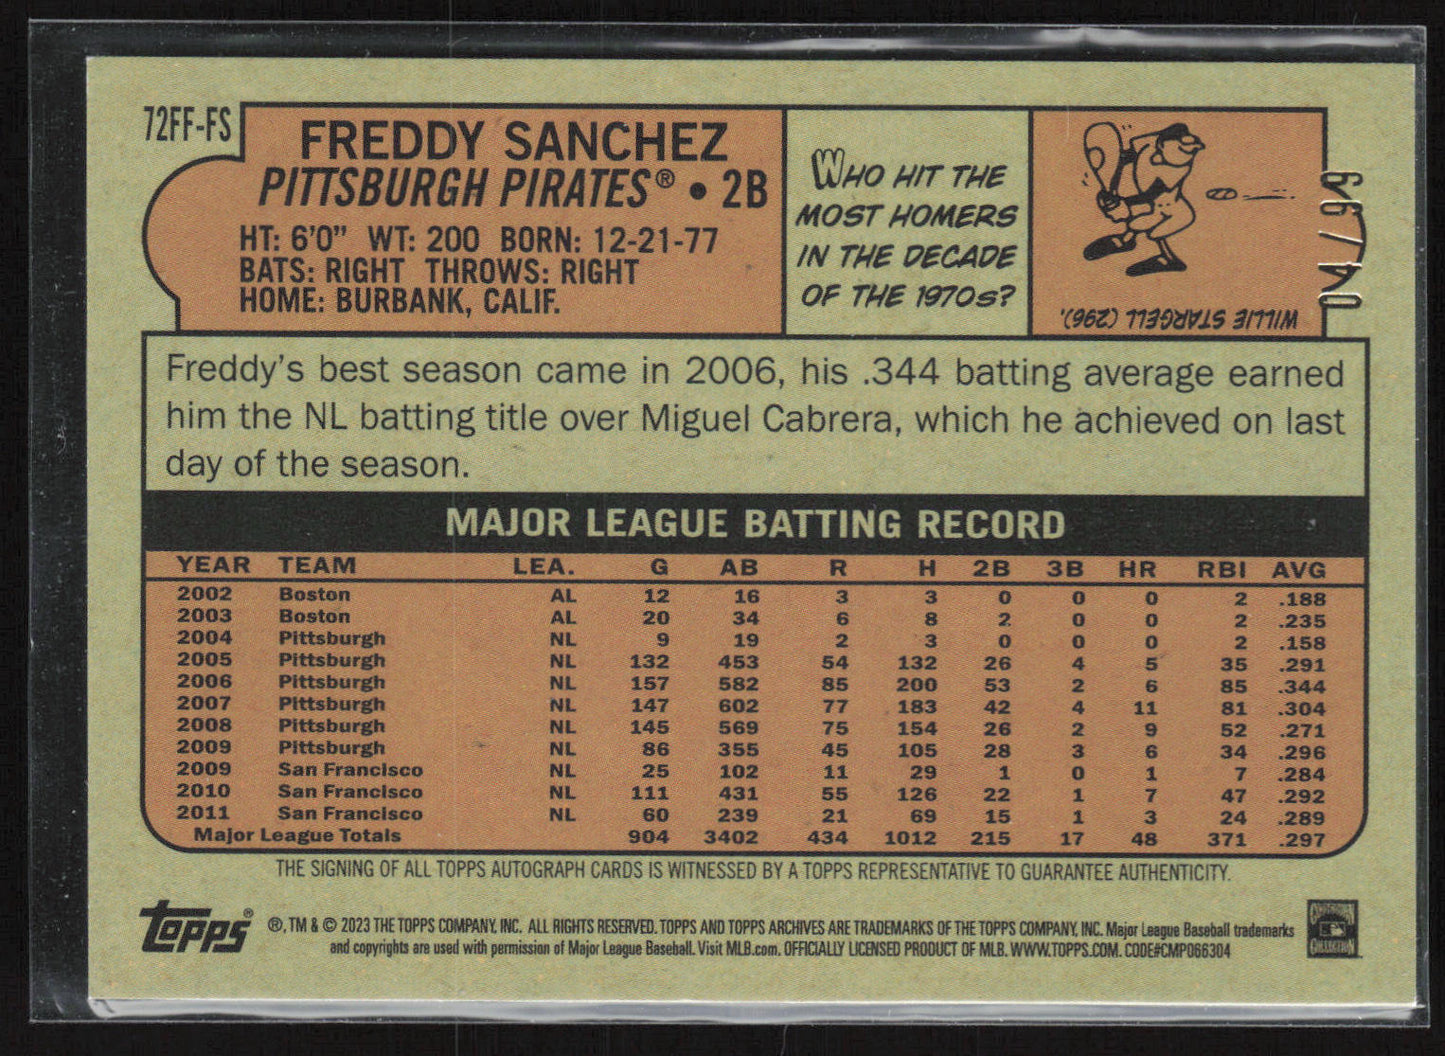 72FF-FS
FREDDY SANCHEZ
PITTSBURGH PIRATES® • 2B
HT: 6'0" WT: 200 BORN: 12-21-77
BATS: RIGHT THROWS: RIGHT
HOME: BURBANK, CALIF.
WHO HIT THE
MOST HOMERS
IN THE DECADE
OF THE 1970s?
WILLIE STARGELL (296).
04/99
Freddy's best season came in 2006, his .344 batting average earned
him the NL batting title over Miguel Cabrera, which he achieved on last
day of the season.
MAJOR LEAGUE BATTING RECORD
YEAR TEAM LEA. G AB R H 2B 3B HR RBI AVG
2002 Boston AL 12 16 3 3 0 0 0 2 .188
2003 Boston AL 20 34 6 8 2 0 0 2 .235
2004 Pittsburgh NL 9 19 2 3 0 0 0 2 .158
2005 Pittsburgh NL 132 453 54 132 26 4 5 35 .291
2006 Pittsburgh NL 157 582 85 200 53 2 6 85 .344
2007 Pittsburgh NL 147 602 77 183 42 4 11 81 .304
2008 Pittsburgh NL 145 569 75 154 26 2 9 52 .271
2009 Pittsburgh NL 86 355 45 105 28 3 6 34 .296
2009 San Francisco NL 25 102 11 29 1 0 1 7 .284
2010 San Francisco NL 111 431 55 126 22 1 7 47 .292
2011 San Francisco NL 60 239 21 69 15 1 3 24 .289
Major League Totals 904 3402 434 1012 215 17 48 371 .297
THE SIGNING OF ALL TOPPS AUTOGRAPH CARDS IS WITNESSED BY A TOPPS REPRESENTATIVE TO GUARANTEE AUTHENTICITY.
Topps®
®, TM & © 2023 THE TOPPS COMPANY, INC. ALL RIGHTS RESERVED. TOPPS AND TOPPS ARCHIVES ARE TRADEMARKS OF THE TOPPS COMPANY, INC. Major League Baseball trademarks
and copyrights are used with permission of Major League Baseball. Visit MLB.com. OFFICIALLY LICENSED PRODUCT OF MLB. WWW.TOPPS.COM. CODE#CMP066304
COOPERSTOWN
COLLECTION